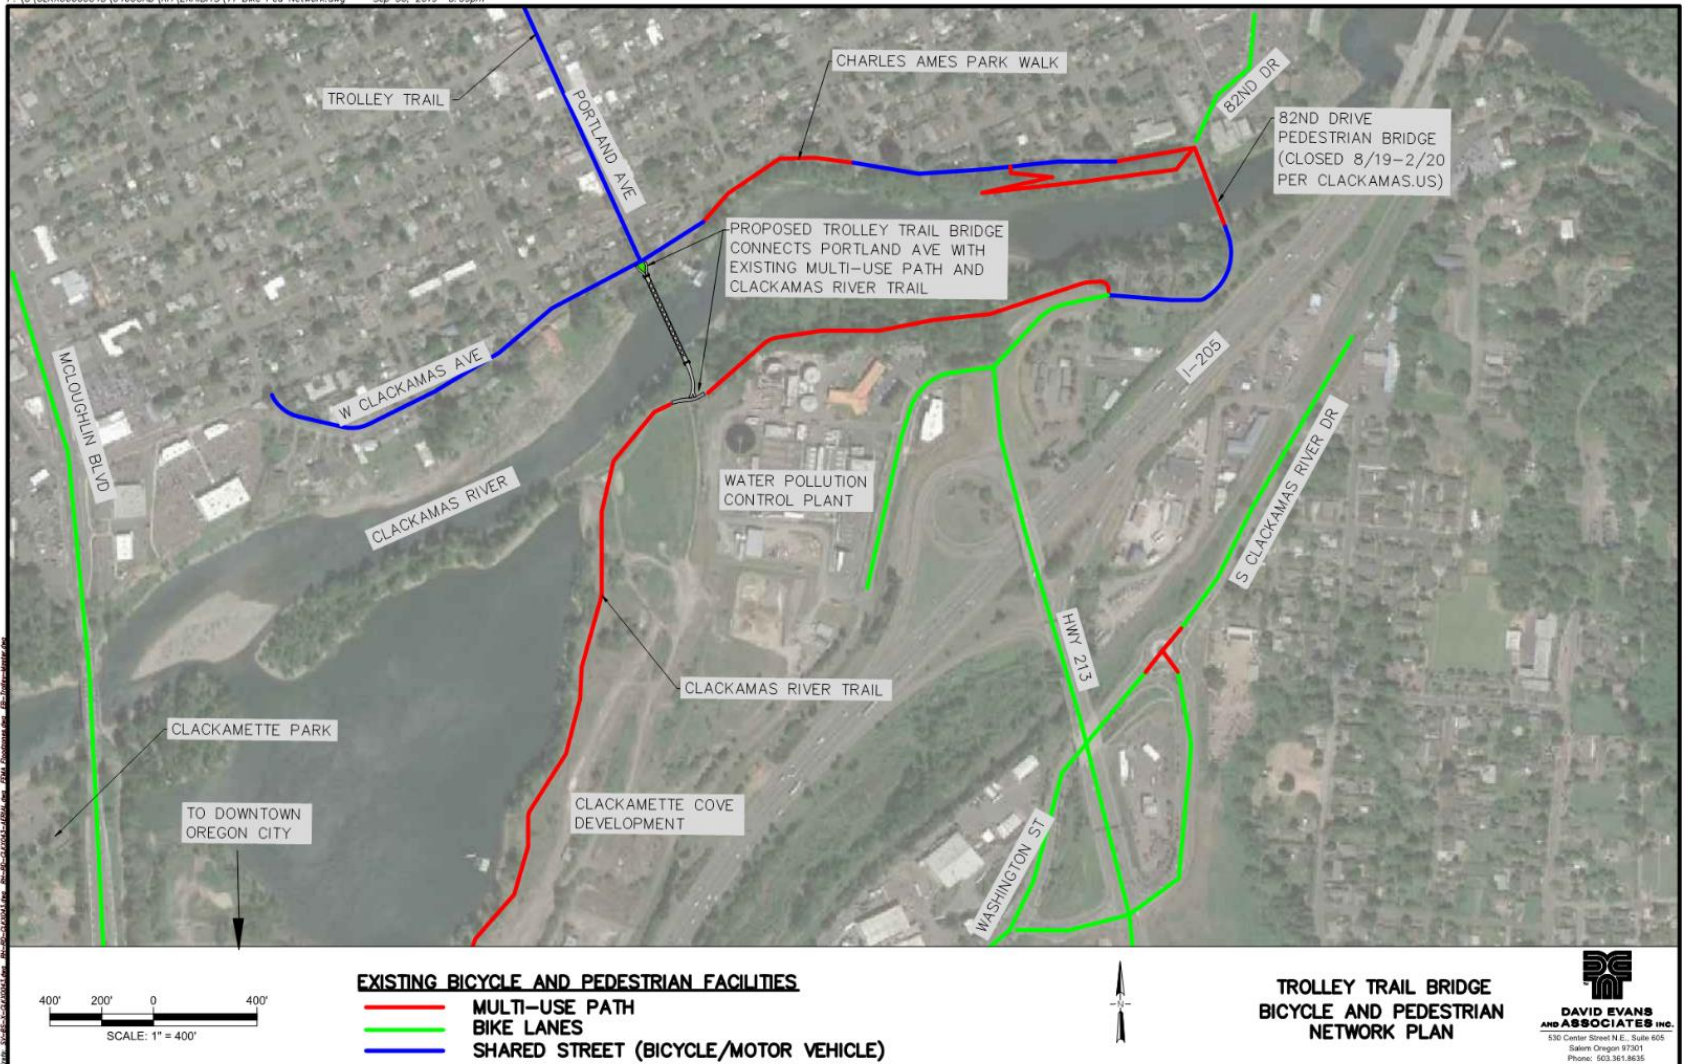 TROLLEY TRAIL
PORTLAND AVE
CHARLES AMES PARK WALK
82ND DR
82ND DRIVE
PEDESTRIAN BRIDGE
(CLOSED 8/19-2/20
PER CLACKAMAS.US)
PROPOSED TROLLEY TRAIL BRIDGE
CONNECTS PORTLAND AVE WITH
EXISTING MULTI-USE PATH AND
CLACKAMAS RIVER TRAIL
MCLOUGHLIN BLVD
W CLACKAMAS AVE
I-205
CLACKAMAS RIVER
WATER POLLUTION
CONTROL PLANT
S CLACKAMAS RIVER DR
HWY 213
CLACKAMAS RIVER TRAIL
CLACKAMETTE PARK
TO DOWNTOWN
OREGON CITY
CLACKAMETTE COVE
DEVELOPMENT
WASHINGTON ST
400' 200' 0 400'
SCALE: 1" = 400'
EXISTING BICYCLE AND PEDESTRIAN FACILITIES
MULTI-USE PATH
BIKE LANES
SHARED STREET (BICYCLE/MOTOR VEHICLE)
N
TROLLEY TRAIL BRIDGE
BICYCLE AND PEDESTRIAN
NETWORK PLAN
DAVID EVANS
AND ASSOCIATES INC.
530 Center Street N.E., Suite 605
Salem Oregon 97301
Phone: 503.361.8635